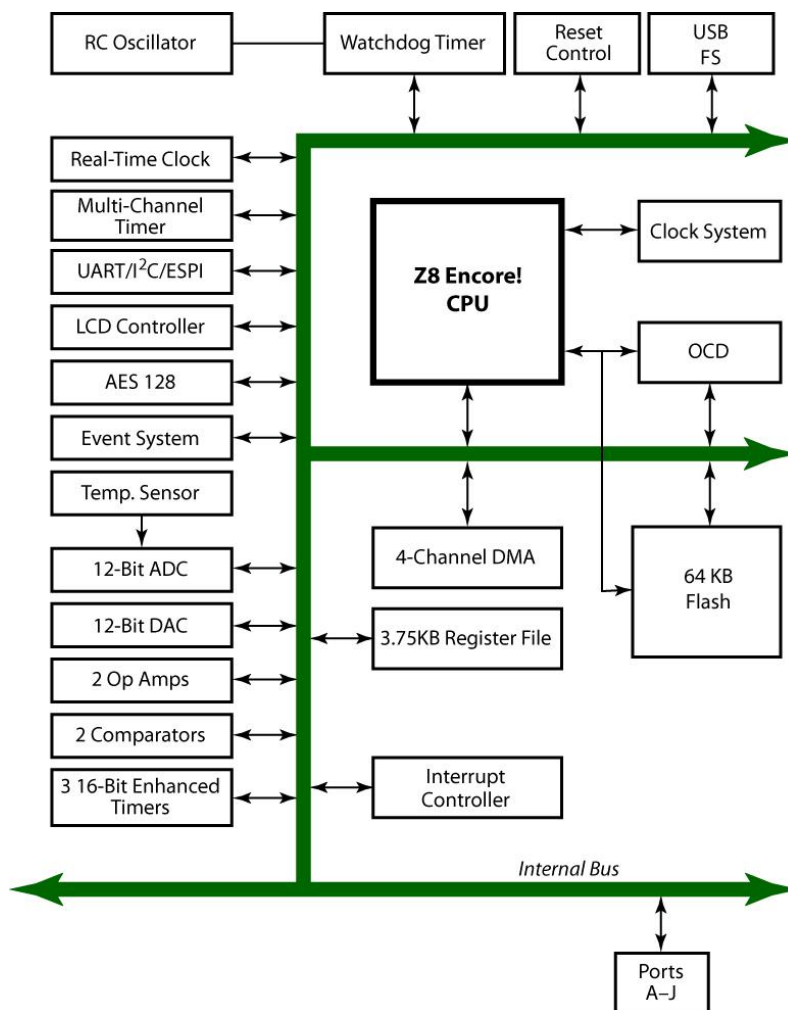 RC Oscillator
Watchdog Timer
Reset
Control
USB
FS
Real-Time Clock
Multi-Channel
Timer
UART/I²C/ESPI
LCD Controller
AES 128
Event System
Temp. Sensor
12-Bit ADC
12-Bit DAC
2 Op Amps
2 Comparators
3 16-Bit Enhanced
Timers
Z8 Encore!
CPU
Clock System
OCD
4-Channel DMA
64 KB
Flash
3.75KB Register File
Interrupt
Controller
Internal Bus
Ports
A–J